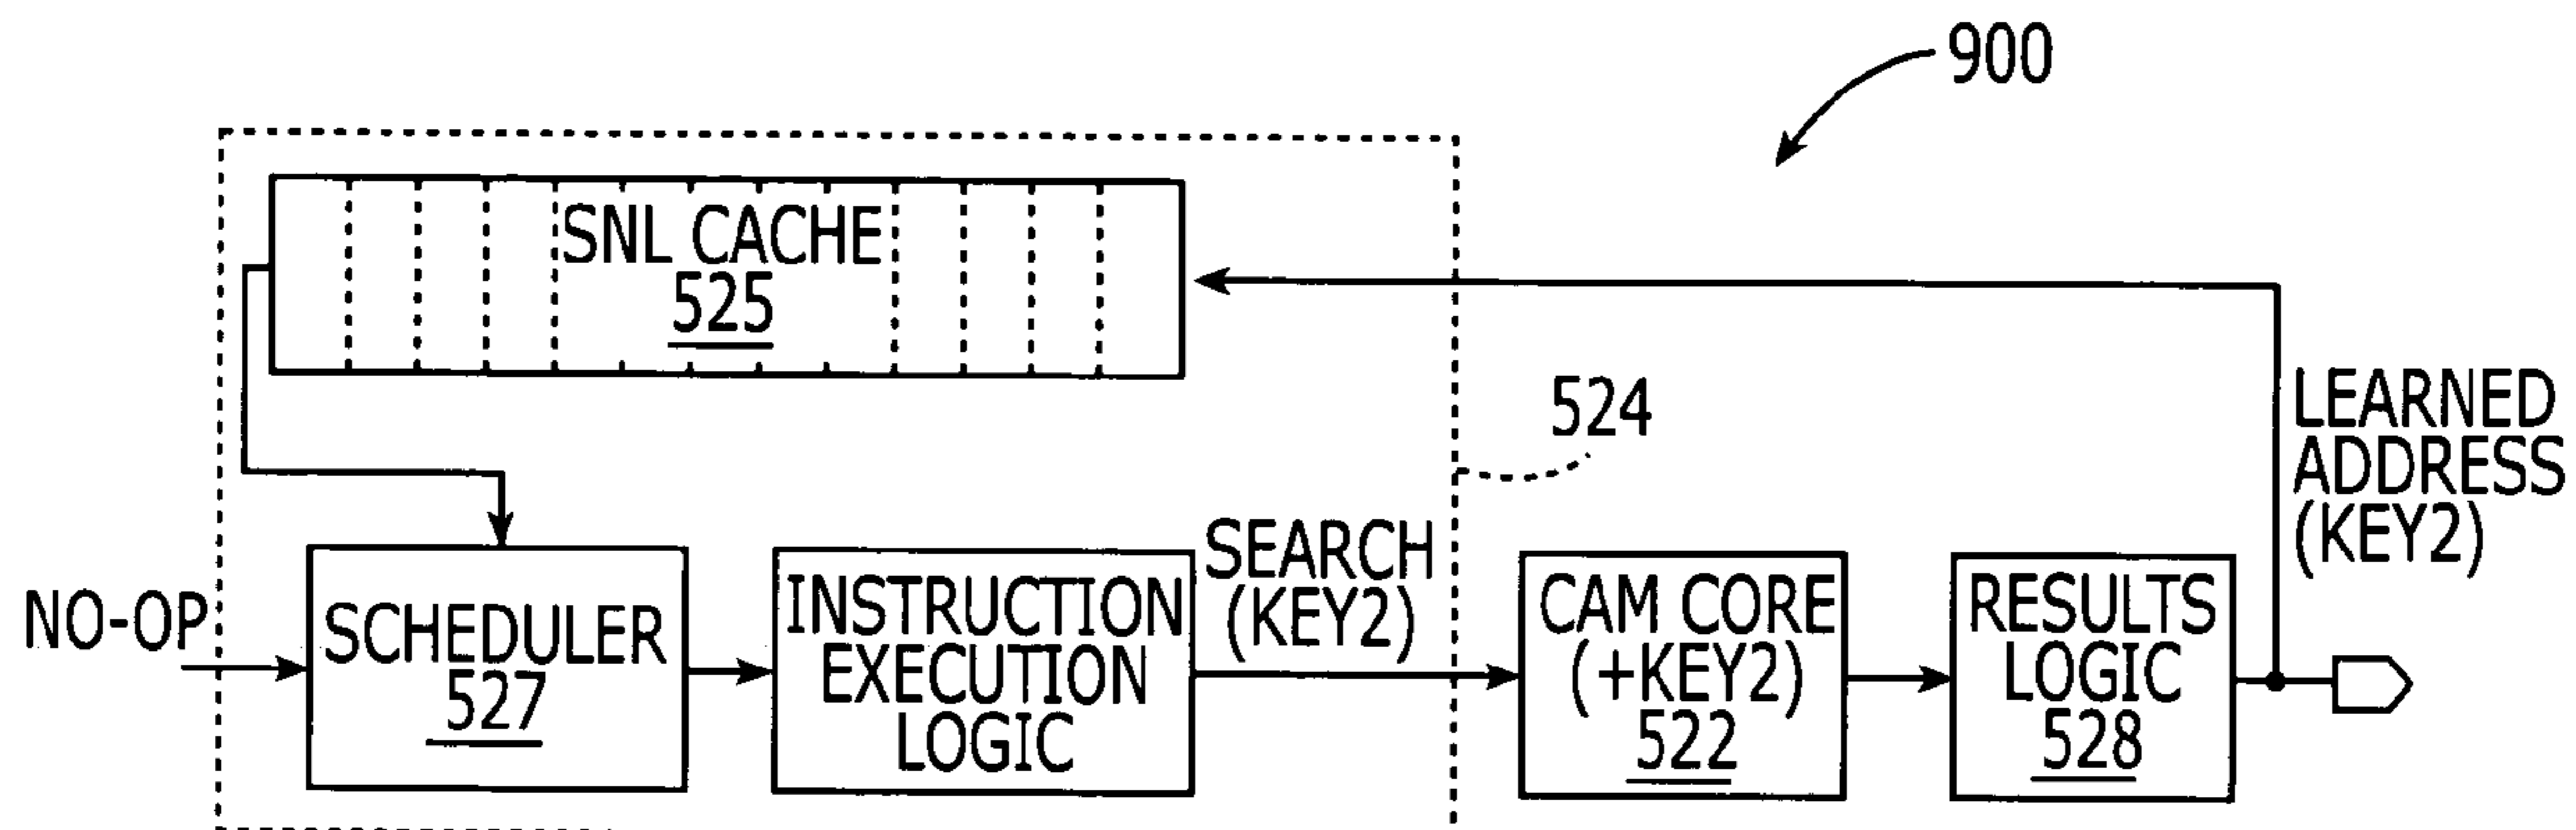 900
SNL CACHE
525
524
LEARNED
ADDRESS
(KEY2)
NO-OP
SCHEDULER
527
INSTRUCTION
EXECUTION
LOGIC
SEARCH
(KEY2)
CAM CORE
(+KEY2)
522
RESULTS
LOGIC
528